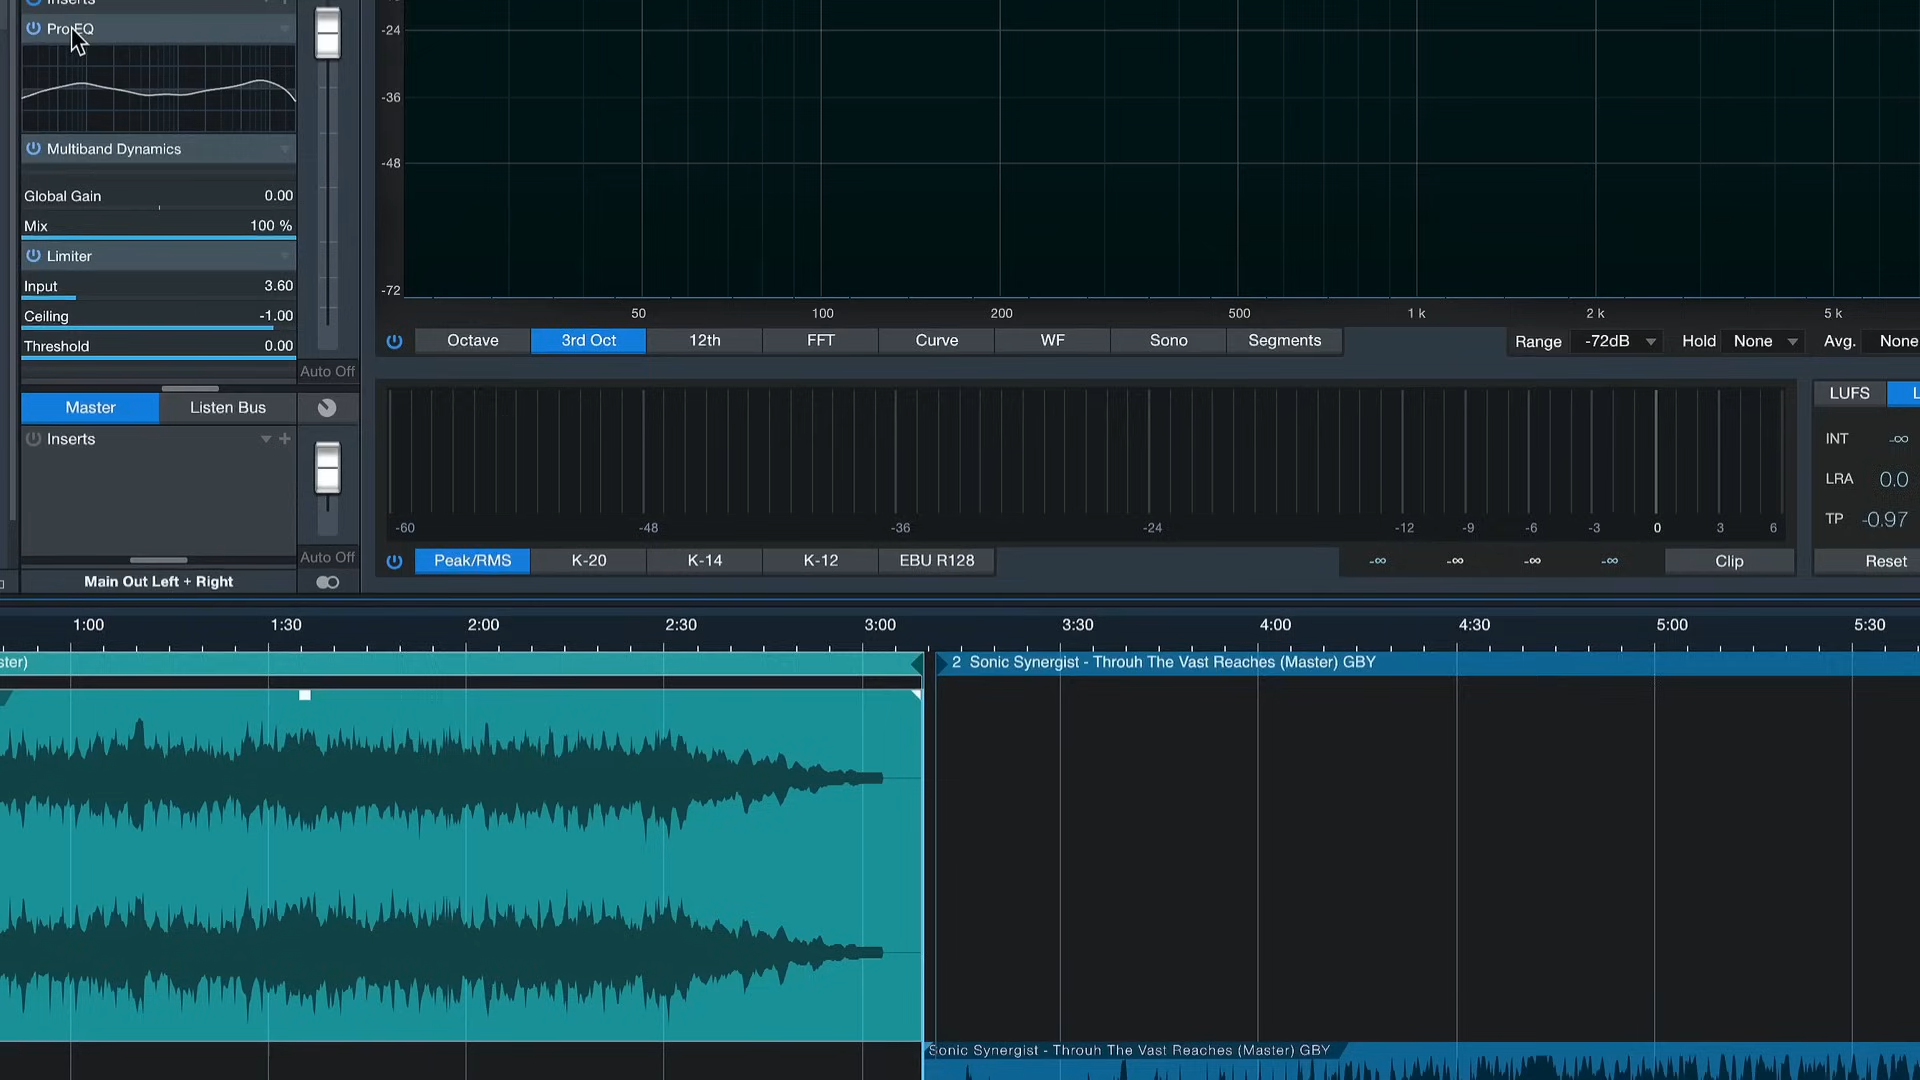 Inserts
Pro EQ
Multiband Dynamics
Global Gain 0.00
Mix 100 %
Limiter
Input 3.60
Ceiling -1.00
Threshold 0.00
Auto Off
Master Listen Bus
Inserts
Auto Off
Main Out Left + Right
-24
-36
-48
-72
50 100 200 500 1 k 2 k 5 k
Octave 3rd Oct 12th FFT Curve WF Sono Segments Range -72dB Hold None Avg. None
-60 -48 -36 -24 -12 -9 -6 -3 0 3 6
Peak/RMS K-20 K-14 K-12 EBU R128 -∞ -∞ -∞ -∞ Clip
LUFS
INT -∞
LRA 0.0
TP -0.97
Reset
1:00 1:30 2:00 2:30 3:00 3:30 4:00 4:30 5:00 5:30
ster) 2 Sonic Synergist - Throuh The Vast Reaches (Master) GBY
Sonic Synergist - Throuh The Vast Reaches (Master) GBY